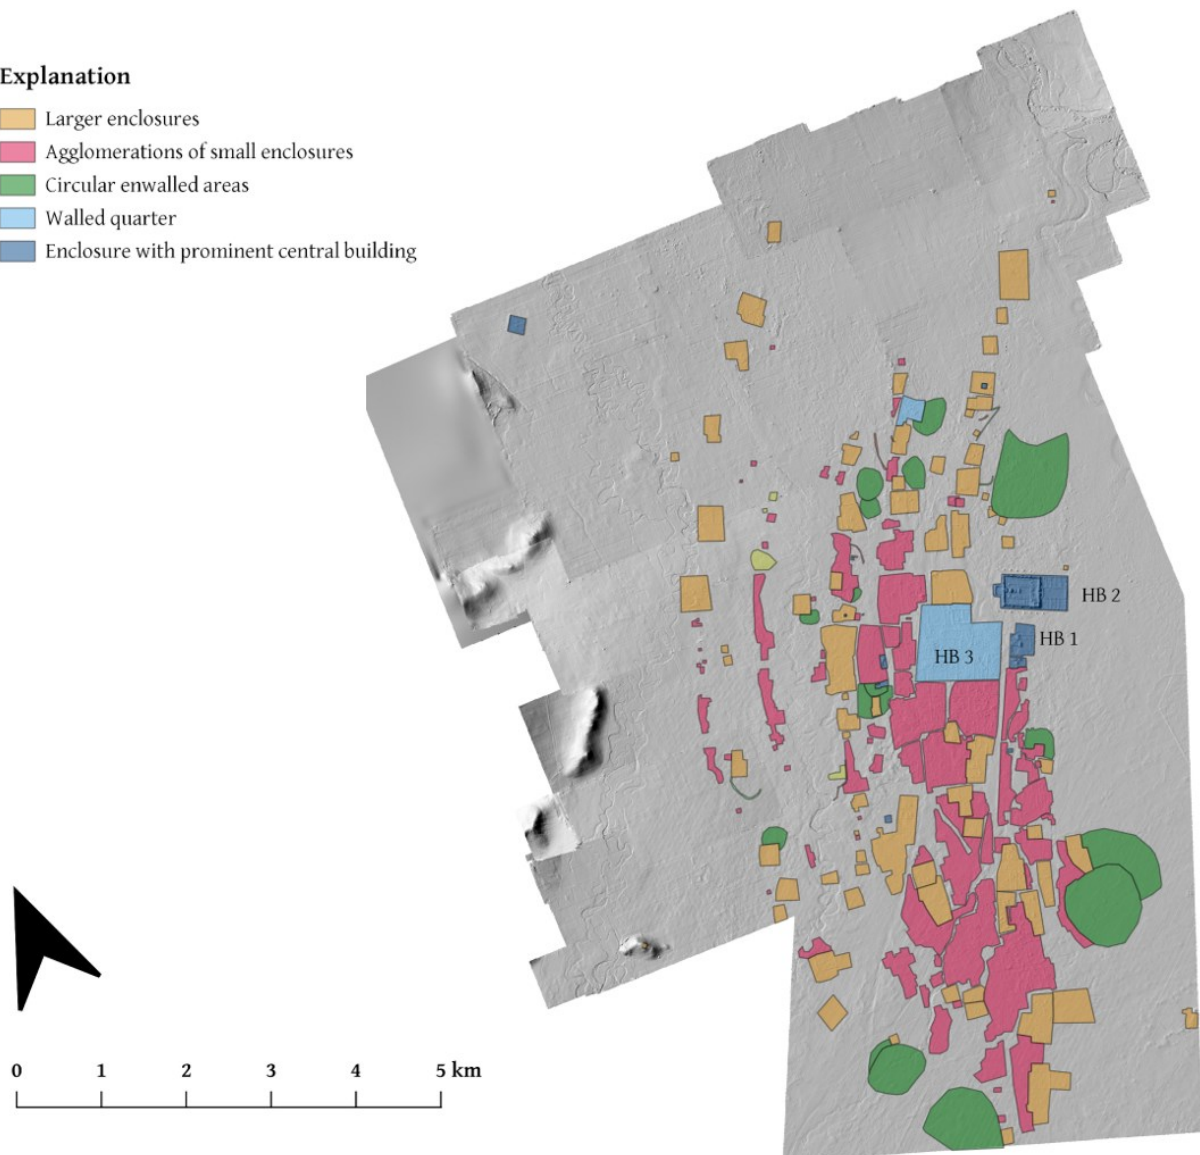 Explanation
Larger enclosures
Agglomerations of small enclosures
Circular enwalled areas
Walled quarter
Enclosure with prominent central building
HB 2
HB 1
HB 3
0 1 2 3 4 5 km